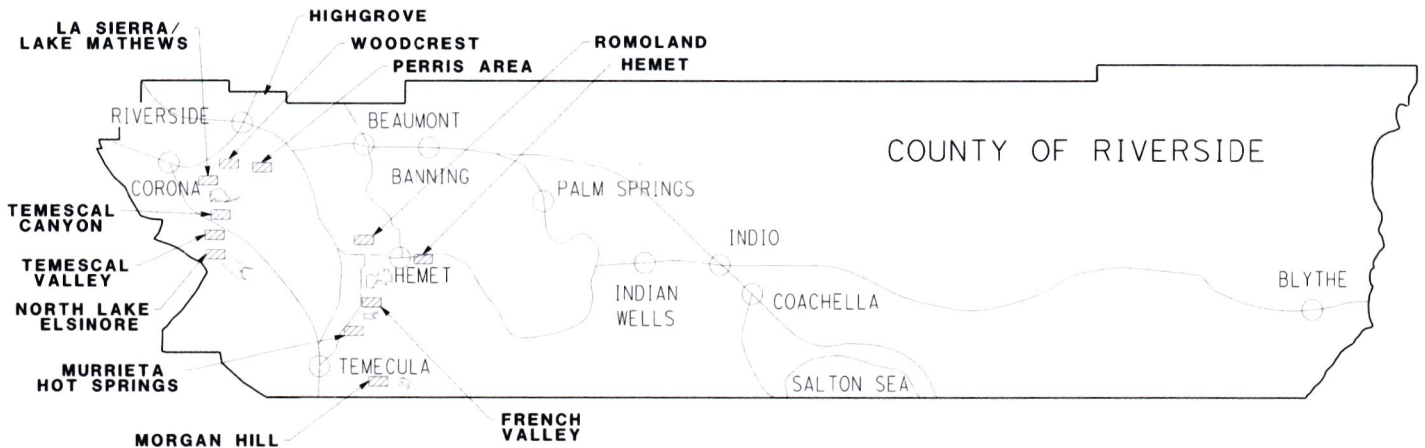 HIGHGROVE
LA SIERRA/
LAKE MATHEWS
WOODCREST
PERRIS AREA
ROMOLAND
HEMET
RIVERSIDE
BEAUMONT
COUNTY OF RIVERSIDE
BANNING
CORONA
PALM SPRINGS
TEMESCAL
CANYON
TEMESCAL
VALLEY
NORTH LAKE
ELSINORE
HEMET
INDIO
INDIAN
WELLS
COACHELLA
BLYTHE
MURRIETA
HOT SPRINGS
TEMECULA
SALTON SEA
FRENCH
VALLEY
MORGAN HILL